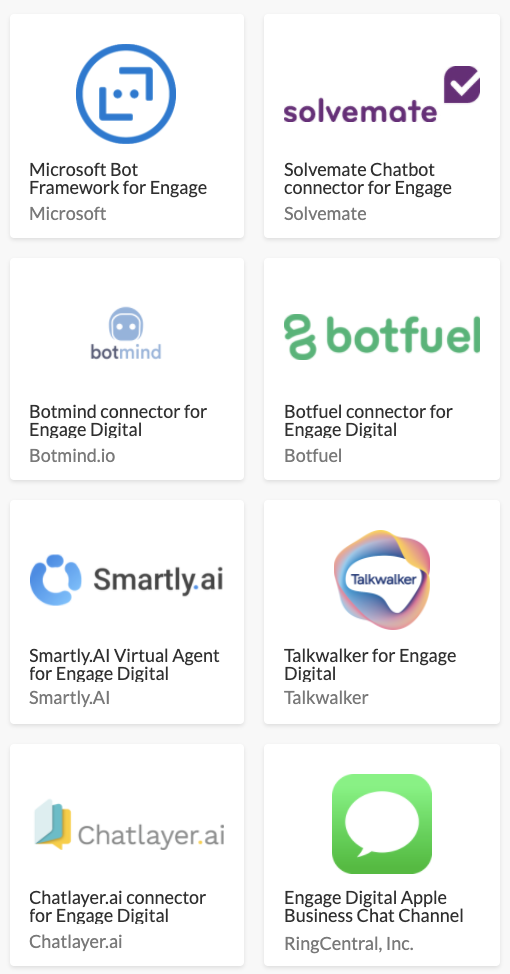 Microsoft Bot
Framework for Engage
Microsoft
solvemate
Solvemate Chatbot
connector for Engage
Solvemate
botmind
Botmind connector for
Engage Digital
Botmind.io
botfuel
Botfuel connector for
Engage Digital
Botfuel
Smartly.ai
Smartly.AI Virtual Agent
for Engage Digital
Smartly.AI
Talkwalker
Talkwalker for Engage
Digital
Talkwalker
Chatlayer.ai
Chatlayer.ai connector
for Engage Digital
Chatlayer.ai
Engage Digital Apple
Business Chat Channel
RingCentral, Inc.